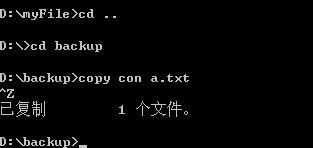 D:\myFile>cd ..
D:\>cd backup
D:\backup>copy con a.txt
^Z
已复制         1 个文件。
D:\backup>_